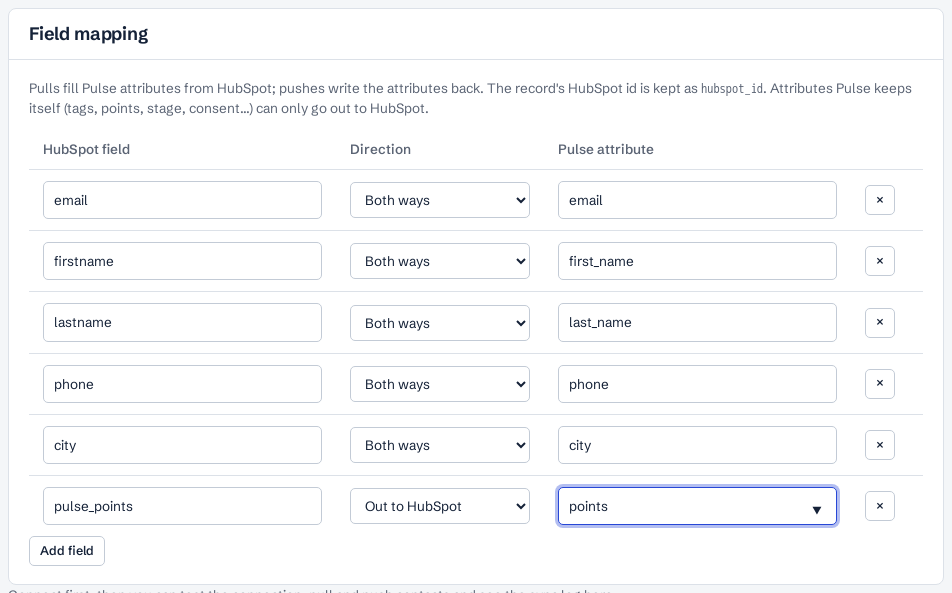 Field mapping
Pulls fill Pulse attributes from HubSpot; pushes write the attributes back. The record's HubSpot id is kept as hubspot_id. Attributes Pulse keeps
itself (tags, points, stage, consent...) can only go out to HubSpot.
HubSpot field Direction Pulse attribute
email Both ways email ×
firstname Both ways first_name ×
lastname Both ways last_name ×
phone Both ways phone ×
city Both ways city ×
pulse_points Out to HubSpot points ×
Add field